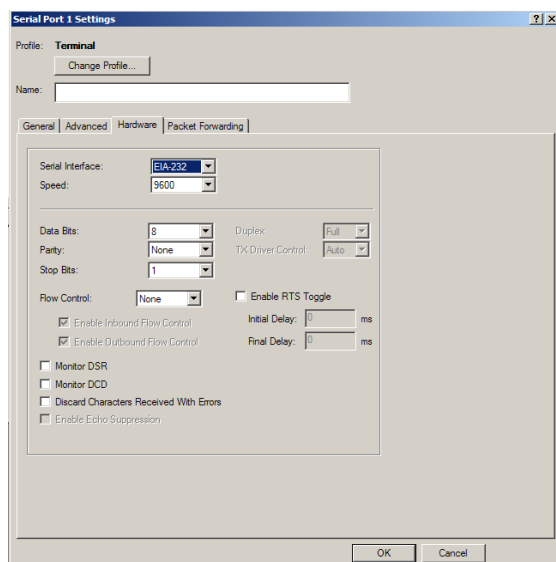 Serial Port 1 Settings
Profile: Terminal
Change Profile...
Name:
General Advanced Hardware Packet Forwarding
Serial Interface: EIA-232
Speed: 9600
Data Bits: 8 Duplex: Full
Parity: None TX Driver Control: Auto
Stop Bits: 1
Flow Control: None Enable RTS Toggle
Enable Inbound Flow Control Initial Delay: 0 ms
Enable Outbound Flow Control Final Delay: 0 ms
Monitor DSR
Monitor DCD
Discard Characters Received With Errors
Enable Echo Suppression
OK Cancel